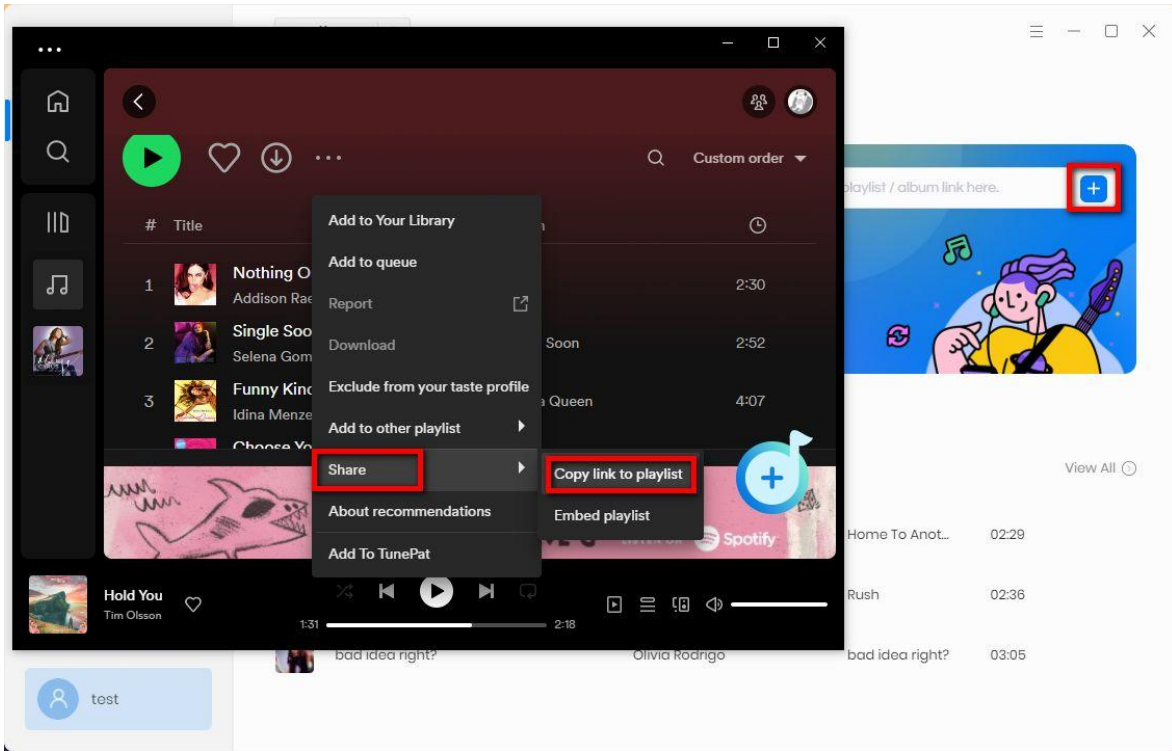 playlist / album link here.
Custom order
# Title
1 Nothing O 2:30
Addison Rae
2 Single Soo Soon 2:52
Selena Gom
3 Funny Kind a Queen 4:07
Idina Menze
Choose Yo
Add to Your Library
Add to queue
Report
Download
Exclude from your taste profile
Add to other playlist
Share
About recommendations
Add To TunePat
Copy link to playlist
Embed playlist
Spotify
View All
Home To Anot... 02:29
Rush 02:36
Hold You
Tim Olsson
1:31 2:18
bad idea right? Olivia Rodrigo bad idea right? 03:05
test